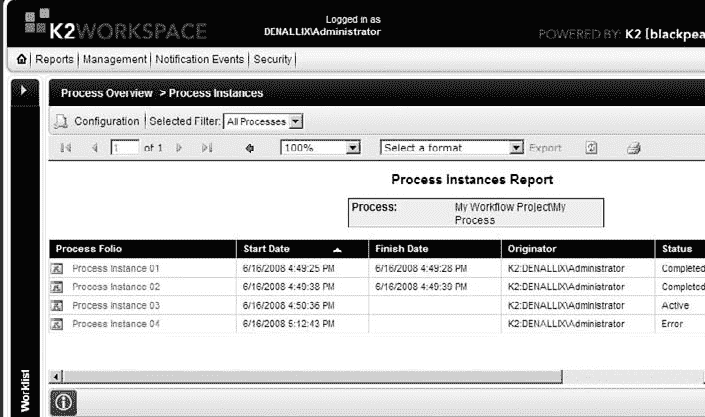 K2WORKSPACE
Logged in as
DENALLIX\Administrator
POWERED BY: K2 [blackpea
Reports Management Notification Events Security
Process Overview > Process Instances
Configuration Selected Filter: All Processes
1 of 1 100% Select a format Export
Process Instances Report
Process: My Workflow Project\My
Process
Process Folio Start Date Finish Date Originator Status
Process Instance 01 6/16/2008 4:49:25 PM 6/16/2008 4:49:28 PM K2:DENALLIX\Administrator Completed
Process Instance 02 6/16/2008 4:49:38 PM 6/16/2008 4:49:39 PM K2:DENALLIX\Administrator Completed
Process Instance 03 6/16/2008 4:50:36 PM K2:DENALLIX\Administrator Active
Process Instance 04 6/16/2008 5:12:43 PM K2:DENALLIX\Administrator Error
Worklist